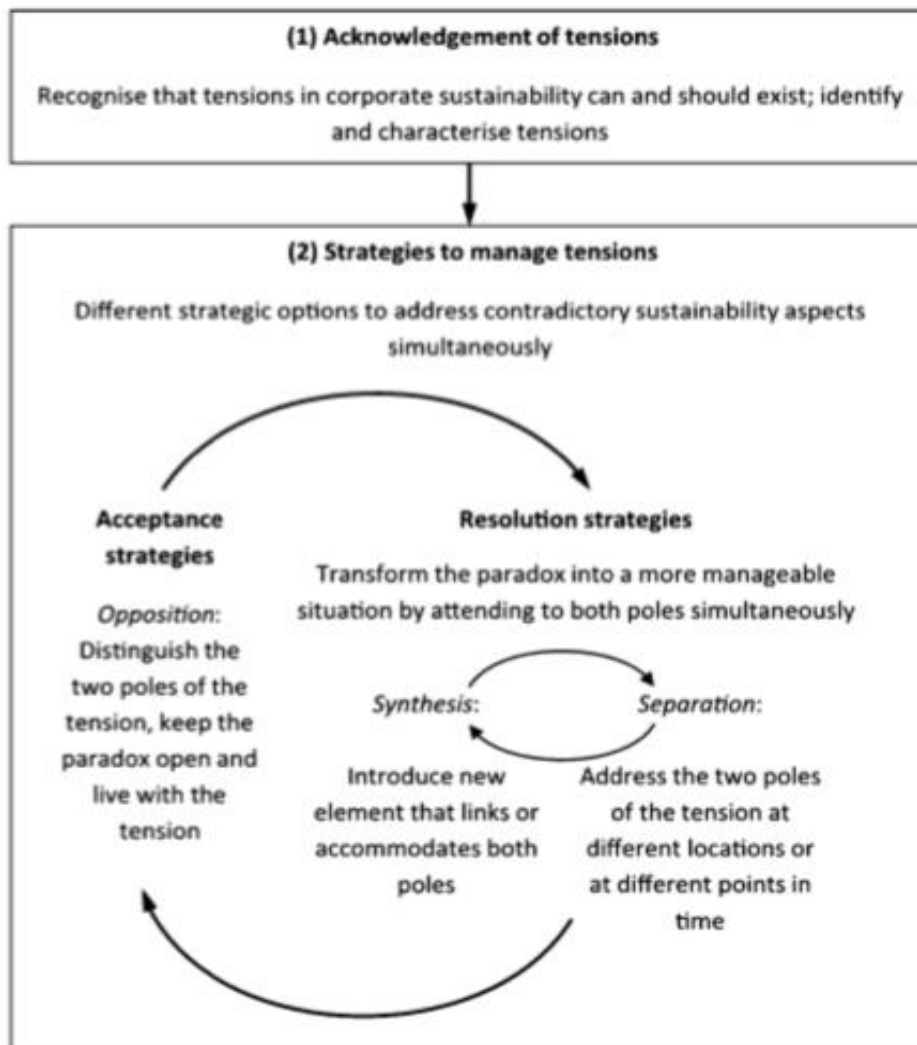 (1) Acknowledgement of tensions
Recognise that tensions in corporate sustainability can and should exist; identify
and characterise tensions
(2) Strategies to manage tensions
Different strategic options to address contradictory sustainability aspects
simultaneously
Acceptance
strategies
Opposition:
Distinguish the
two poles of the
tension, keep the
paradox open and
live with the
tension
Resolution strategies
Transform the paradox into a more manageable
situation by attending to both poles simultaneously
Synthesis:
Introduce new
element that links or
accommodates both
poles
Separation:
Address the two poles
of the tension at
different locations or
at different points in
time